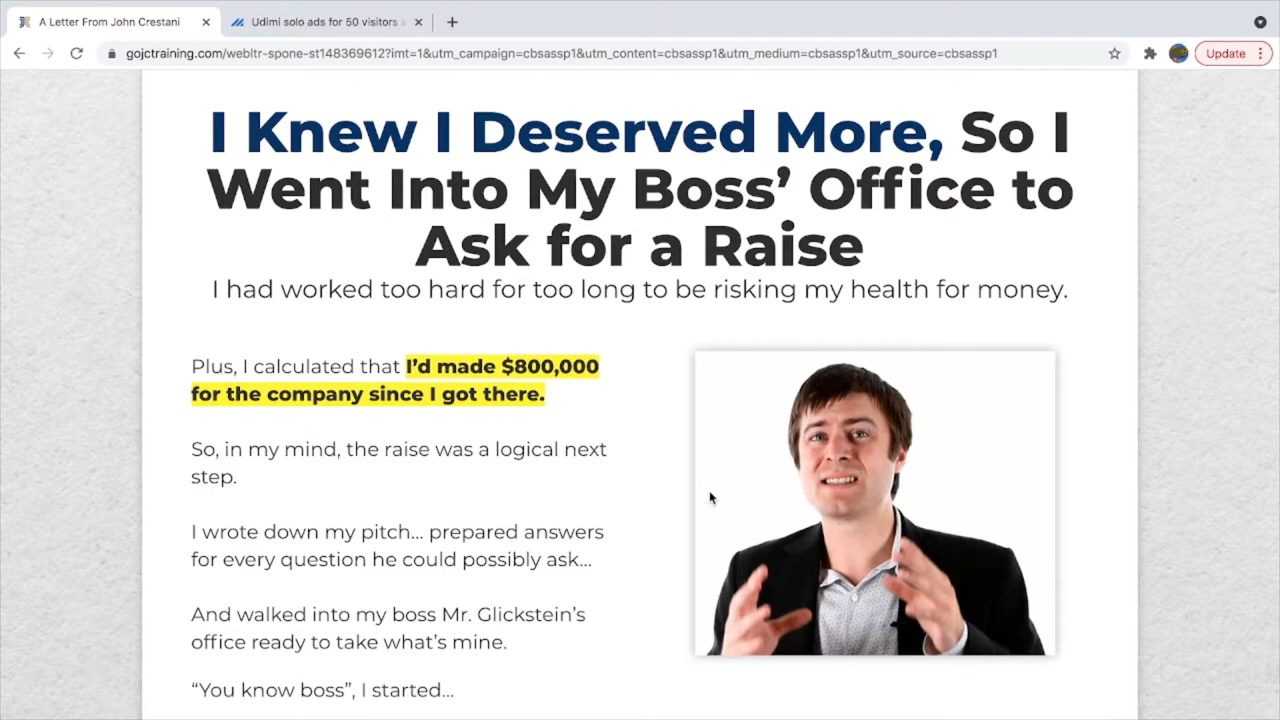 A Letter From John Crestani
Udimi solo ads for 50 visitors
gojctraining.com/webltr-spone-st148369612?imt=1&utm_campaign=cbsassp1&utm_content=cbsassp1&utm_medium=cbsassp1&utm_source=cbsassp1
Update
I Knew I Deserved More, So I
Went Into My Boss’ Office to
Ask for a Raise
I had worked too hard for too long to be risking my health for money.
Plus, I calculated that I’d made $800,000
for the company since I got there.
So, in my mind, the raise was a logical next
step.
I wrote down my pitch... prepared answers
for every question he could possibly ask...
And walked into my boss Mr. Glickstein’s
office ready to take what’s mine.
“You know boss”, I started...